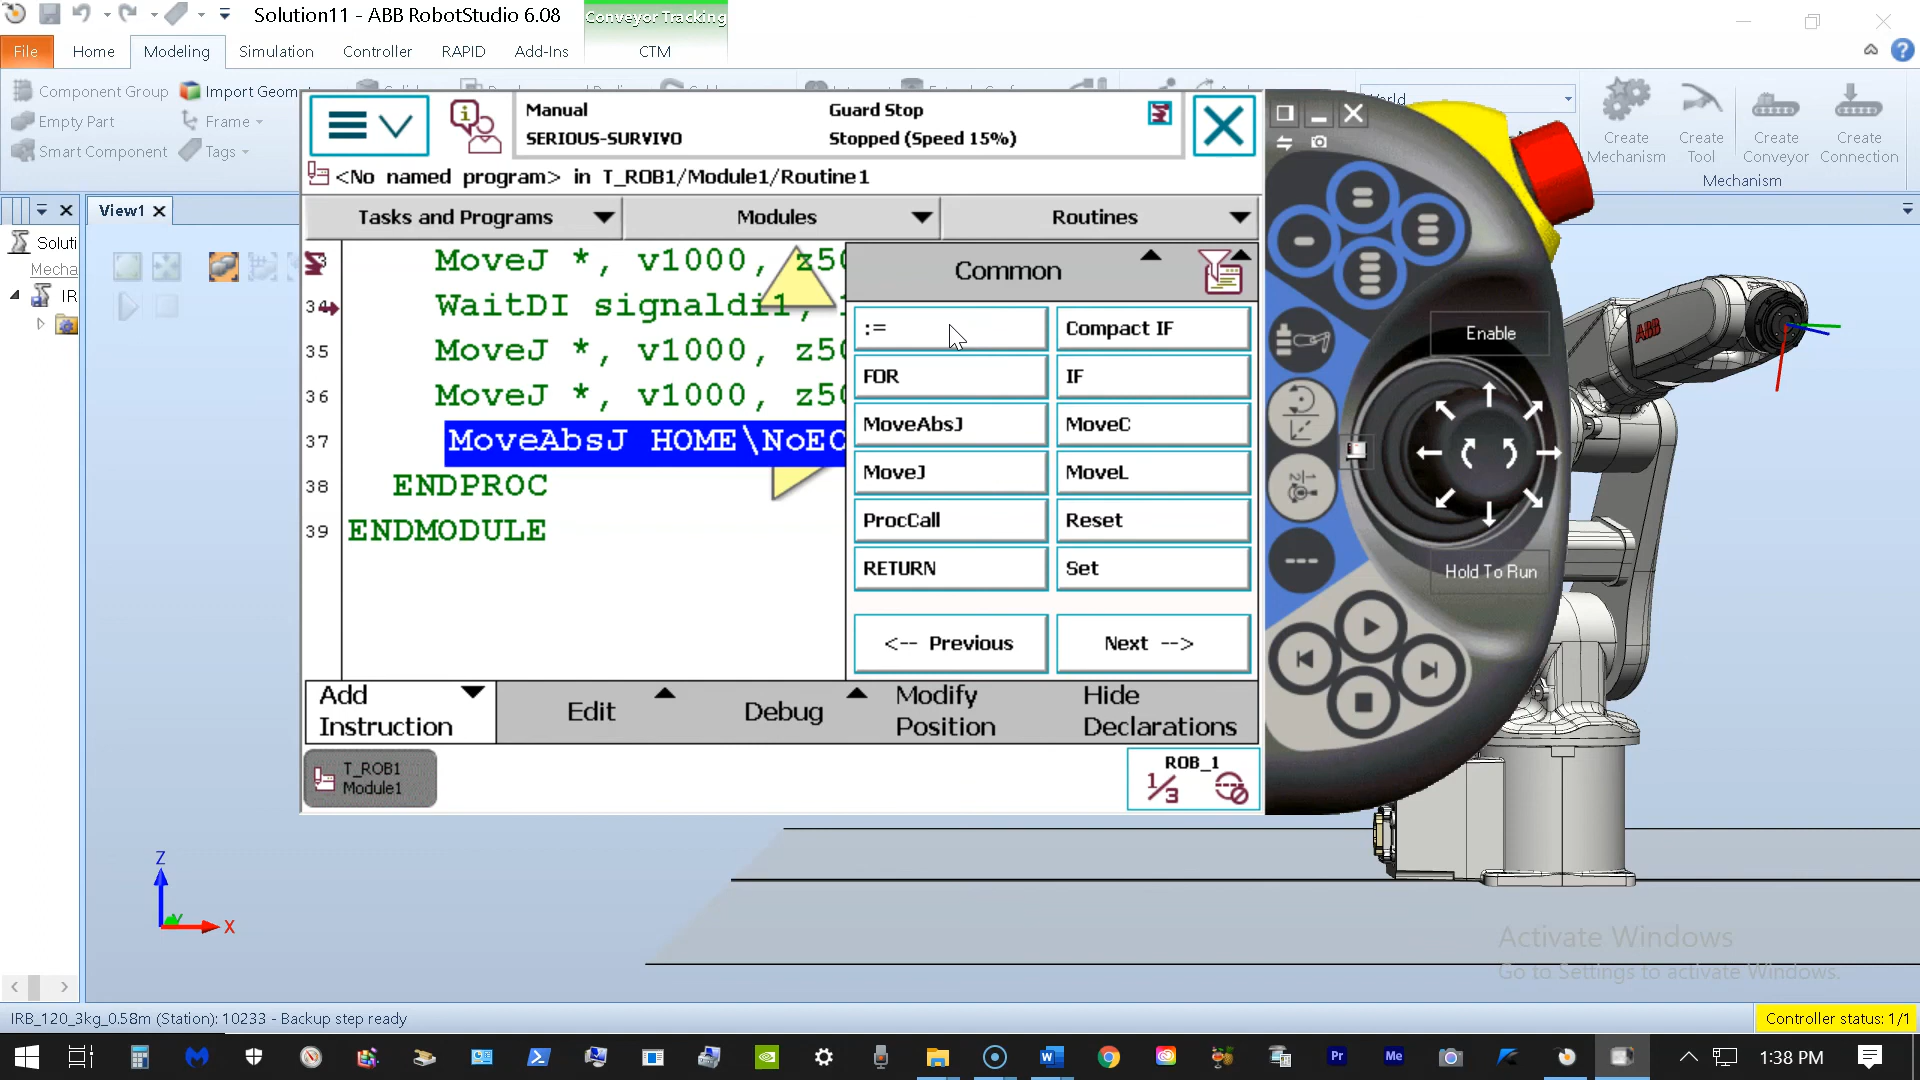 Solution11 - ABB RobotStudio 6.08
Conveyor Tracking
File
Home
Modeling
Simulation
Controller
RAPID
Add-Ins
CTM
Component Group
Import Geom
Empty Part
Frame
Smart Component
Tags
World
Create Mechanism
Create Tool
Create Conveyor
Create Connection
Mechanism
View1
Soluti
Mecha
IR
Manual
SERIOUS-SURVIVO
Guard Stop
Stopped (Speed 15%)
<No named program> in T_ROB1/Module1/Routine1
Tasks and Programs
Modules
Routines
3 MoveJ *, v1000, z50
34 WaitDI signaldi1, 1
35 MoveJ *, v1000, z50
36 MoveJ *, v1000, z50
37 MoveAbsJ HOME\NoEO
38 ENDPROC
39 ENDMODULE
Common
:=
Compact IF
FOR
IF
MoveAbsJ
MoveC
MoveJ
MoveL
ProcCall
Reset
RETURN
Set
<-- Previous
Next -->
Add Instruction
Edit
Debug
Modify Position
Hide Declarations
T_ROB1
Module1
ROB_1
1/3
Enable
Hold To Run
ABB
Z
Y
X
Activate Windows
Go to Settings to activate Windows.
IRB_120_3kg_0.58m (Station): 10233 - Backup step ready
Controller status: 1/1
Pr
Me
1:38 PM